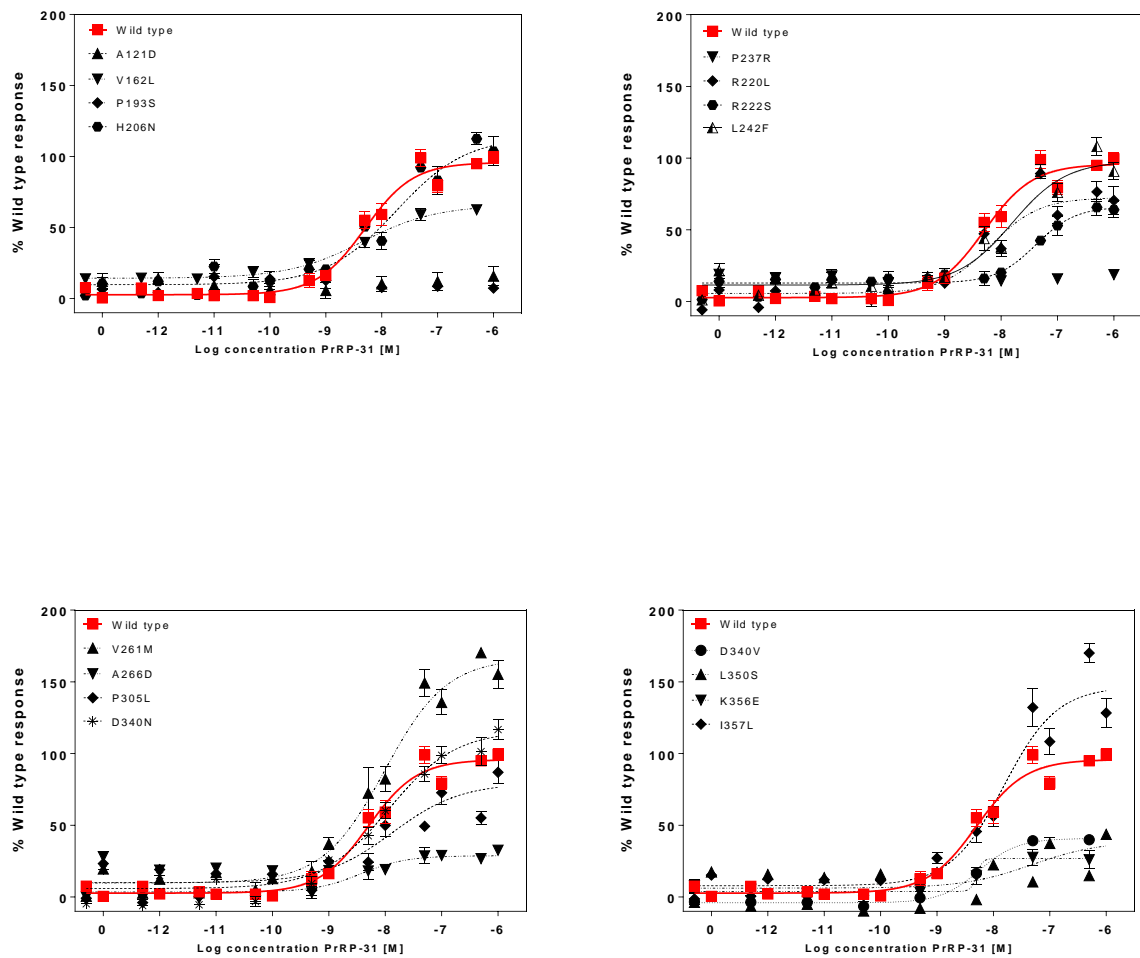 200
150
100
50
0
% Wild type response
Wild type
A121D
V162L
P193S
H206N
0 -12 -11 -10 -9 -8 -7 -6
Log concentration PrRP-31 [M]
200
150
100
50
0
% Wild type response
Wild type
P237R
R220L
R222S
L242F
0 -12 -11 -10 -9 -8 -7 -6
Log concentration PrRP-31 [M]
200
150
100
50
0
% Wild type response
Wild type
V261M
A266D
P305L
D340N
0 -12 -11 -10 -9 -8 -7 -6
Log concentration PrRP-31 [M]
200
150
100
50
0
% Wild type response
Wild type
D340V
L350S
K356E
I357L
0 -12 -11 -10 -9 -8 -7 -6
Log concentration PrRP-31 [M]